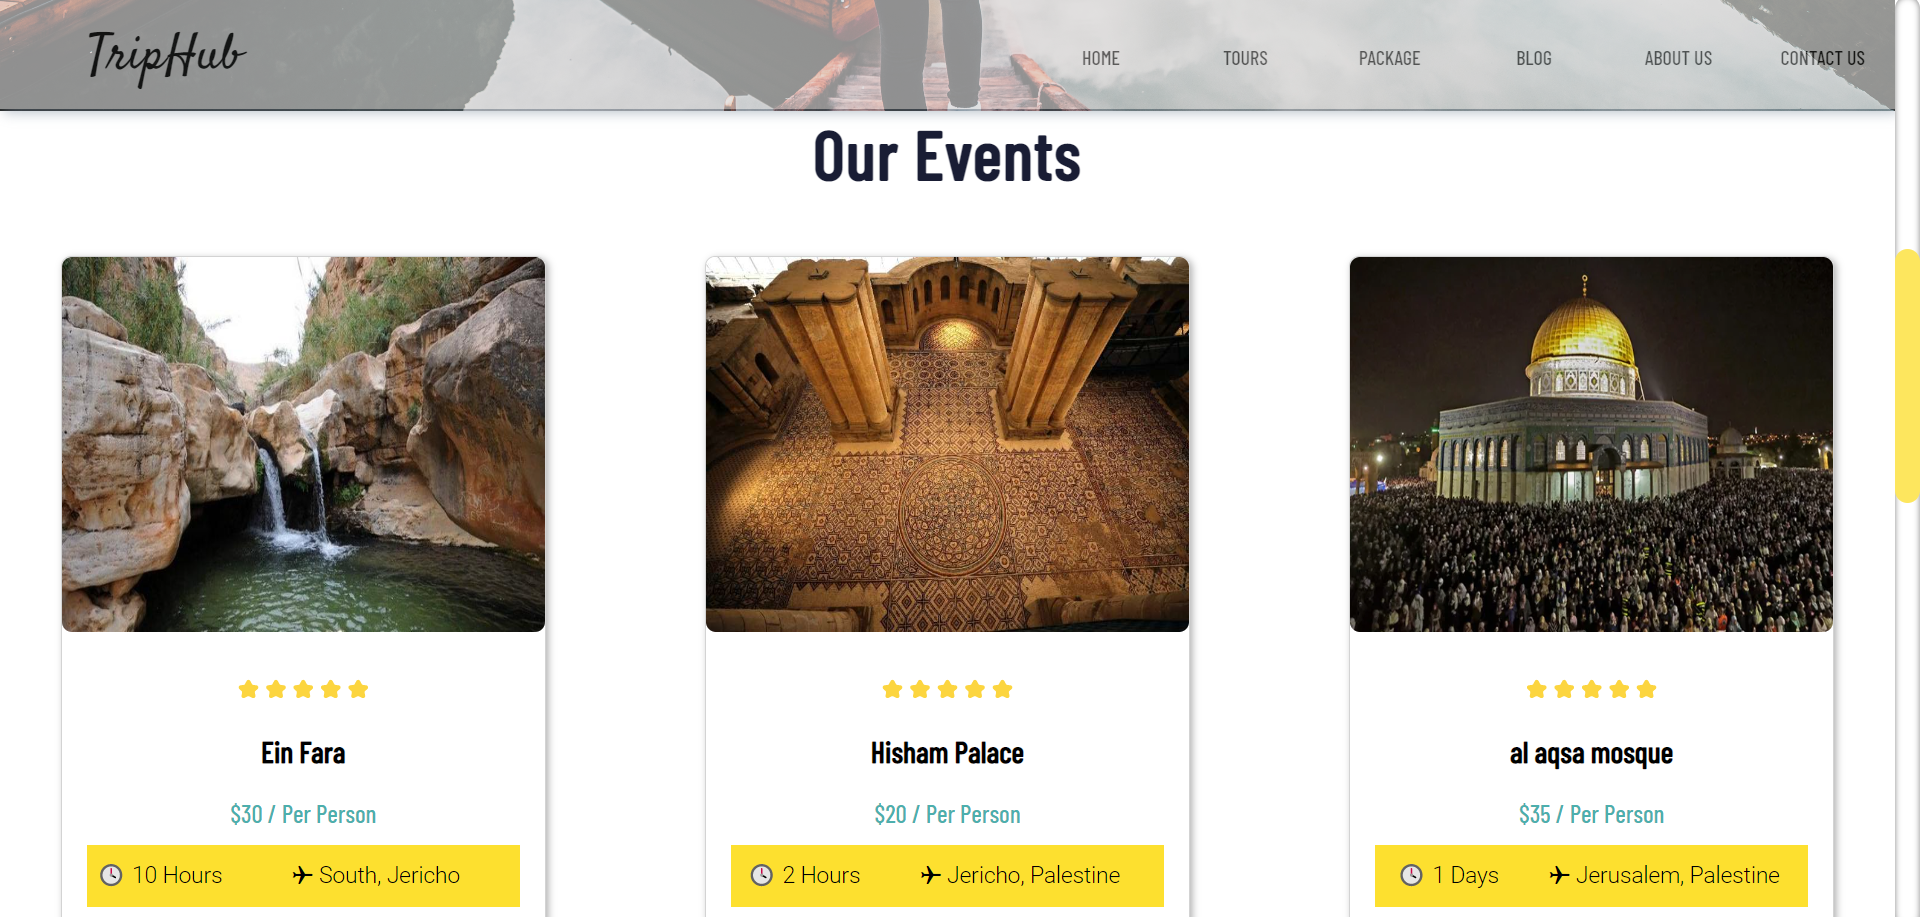 TripHub
HOME TOURS PACKAGE BLOG ABOUT US CONTACT US
Our Events
Ein Fara
$30 / Per Person
10 Hours South, Jericho
Hisham Palace
$20 / Per Person
2 Hours Jericho, Palestine
al aqsa mosque
$35 / Per Person
1 Days Jerusalem, Palestine